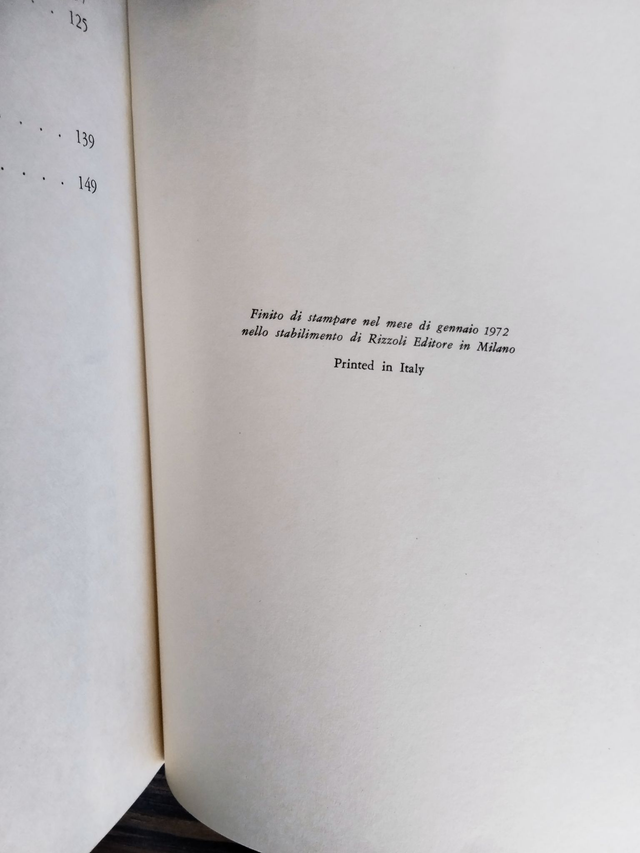 . . 125
. . . . 139
. . . . 149
Finito di stampare nel mese di gennaio 1972
nello stabilimento di Rizzoli Editore in Milano
Printed in Italy